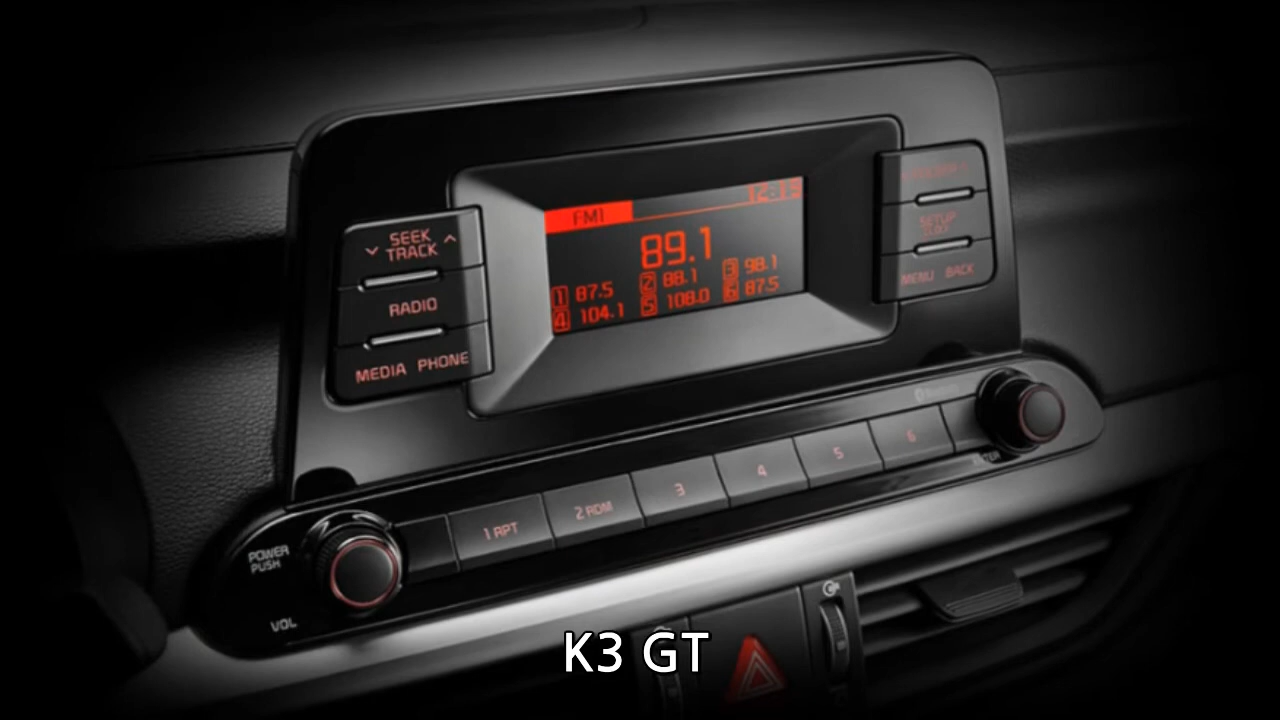 FM1 12:15
89.1
1 87.5 2 88.1 3 98.1
4 104.1 5 108.0 6 87.5
SEEK
TRACK
RADIO
MEDIA PHONE
SETUP
MENU BACK
POWER
PUSH
VOL
1 RPT
2 RDM
3
4
5
6
K3 GT